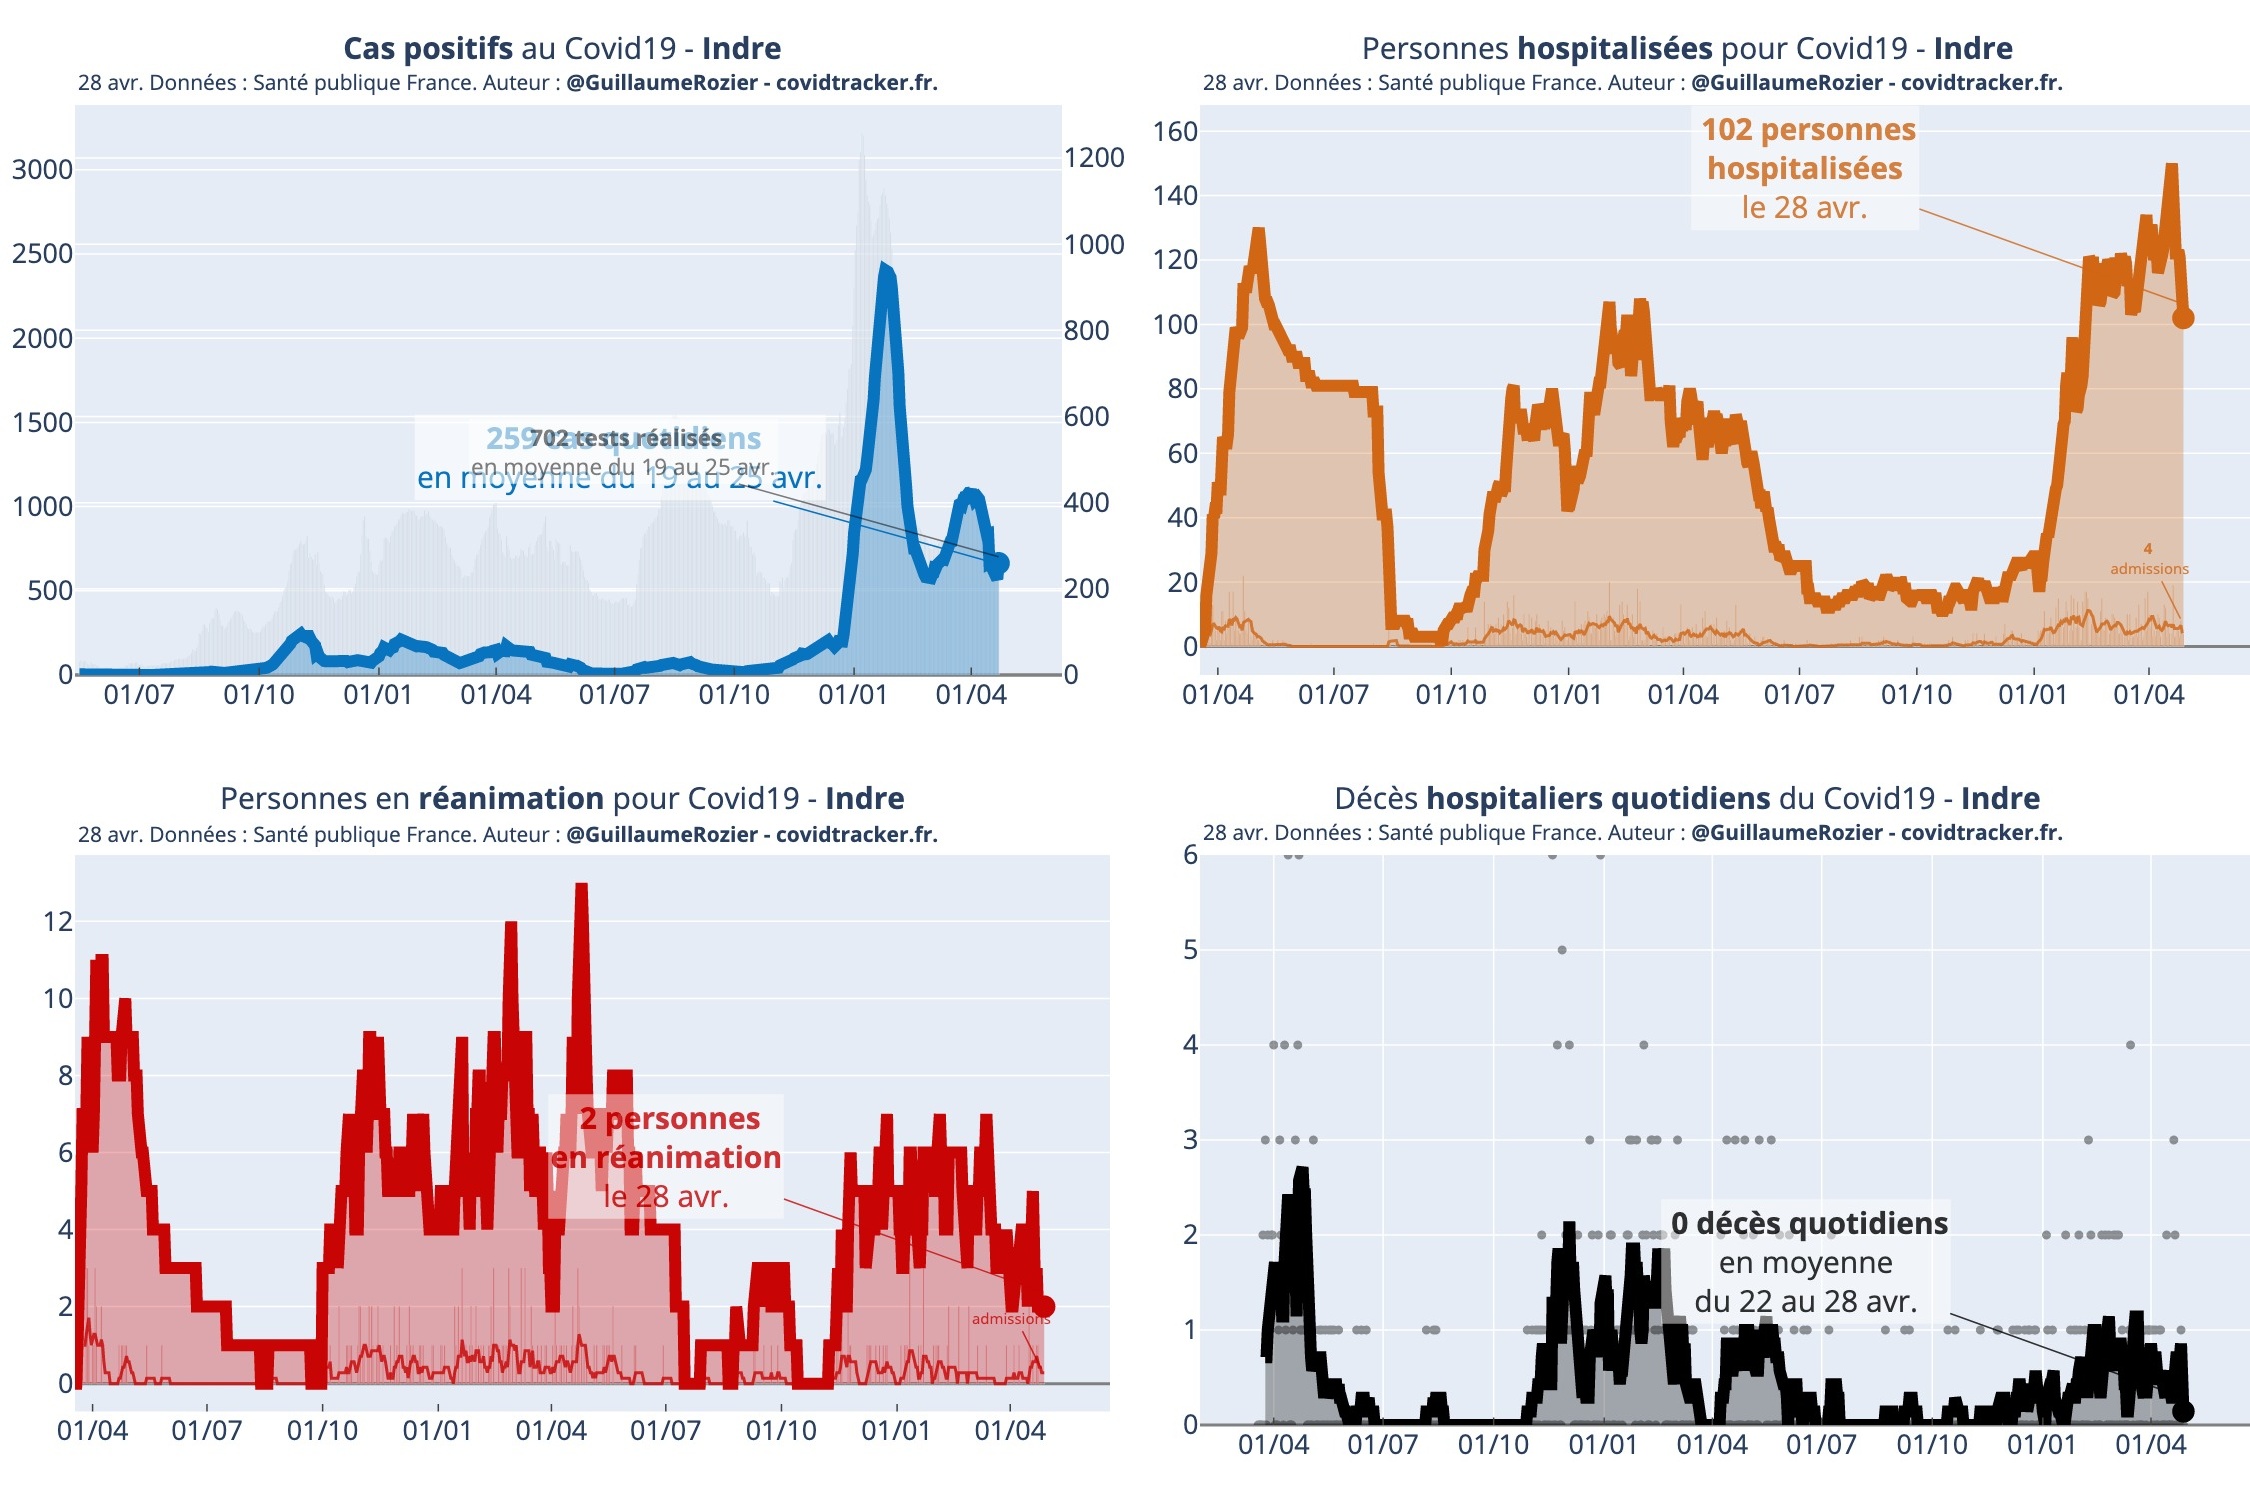 Cas positifs au Covid19 - Indre
28 avr. Données : Santé publique France. Auteur : @GuillaumeRozier - covidtracker.fr.
3000
2500
2000
1500
1000
500
0
1200
1000
800
600
400
200
0
259 cas quotidiens
en moyenne du 19 au 25 avr.
702 tests réalisés
en moyenne du 19 au 25 avr.
01/07 01/10 01/01 01/04 01/07 01/10 01/01 01/04
Personnes hospitalisées pour Covid19 - Indre
28 avr. Données : Santé publique France. Auteur : @GuillaumeRozier - covidtracker.fr.
160
140
120
100
80
60
40
20
0
102 personnes
hospitalisées
le 28 avr.
4
admissions
01/04 01/07 01/10 01/01 01/04 01/07 01/10 01/01 01/04
Personnes en réanimation pour Covid19 - Indre
28 avr. Données : Santé publique France. Auteur : @GuillaumeRozier - covidtracker.fr.
12
10
8
6
4
2
0
2 personnes
en réanimation
le 28 avr.
admissions
01/04 01/07 01/10 01/01 01/04 01/07 01/10 01/01 01/04
Décès hospitaliers quotidiens du Covid19 - Indre
28 avr. Données : Santé publique France. Auteur : @GuillaumeRozier - covidtracker.fr.
6
5
4
3
2
1
0
0 décès quotidiens
en moyenne
du 22 au 28 avr.
01/04 01/07 01/10 01/01 01/04 01/07 01/10 01/01 01/04